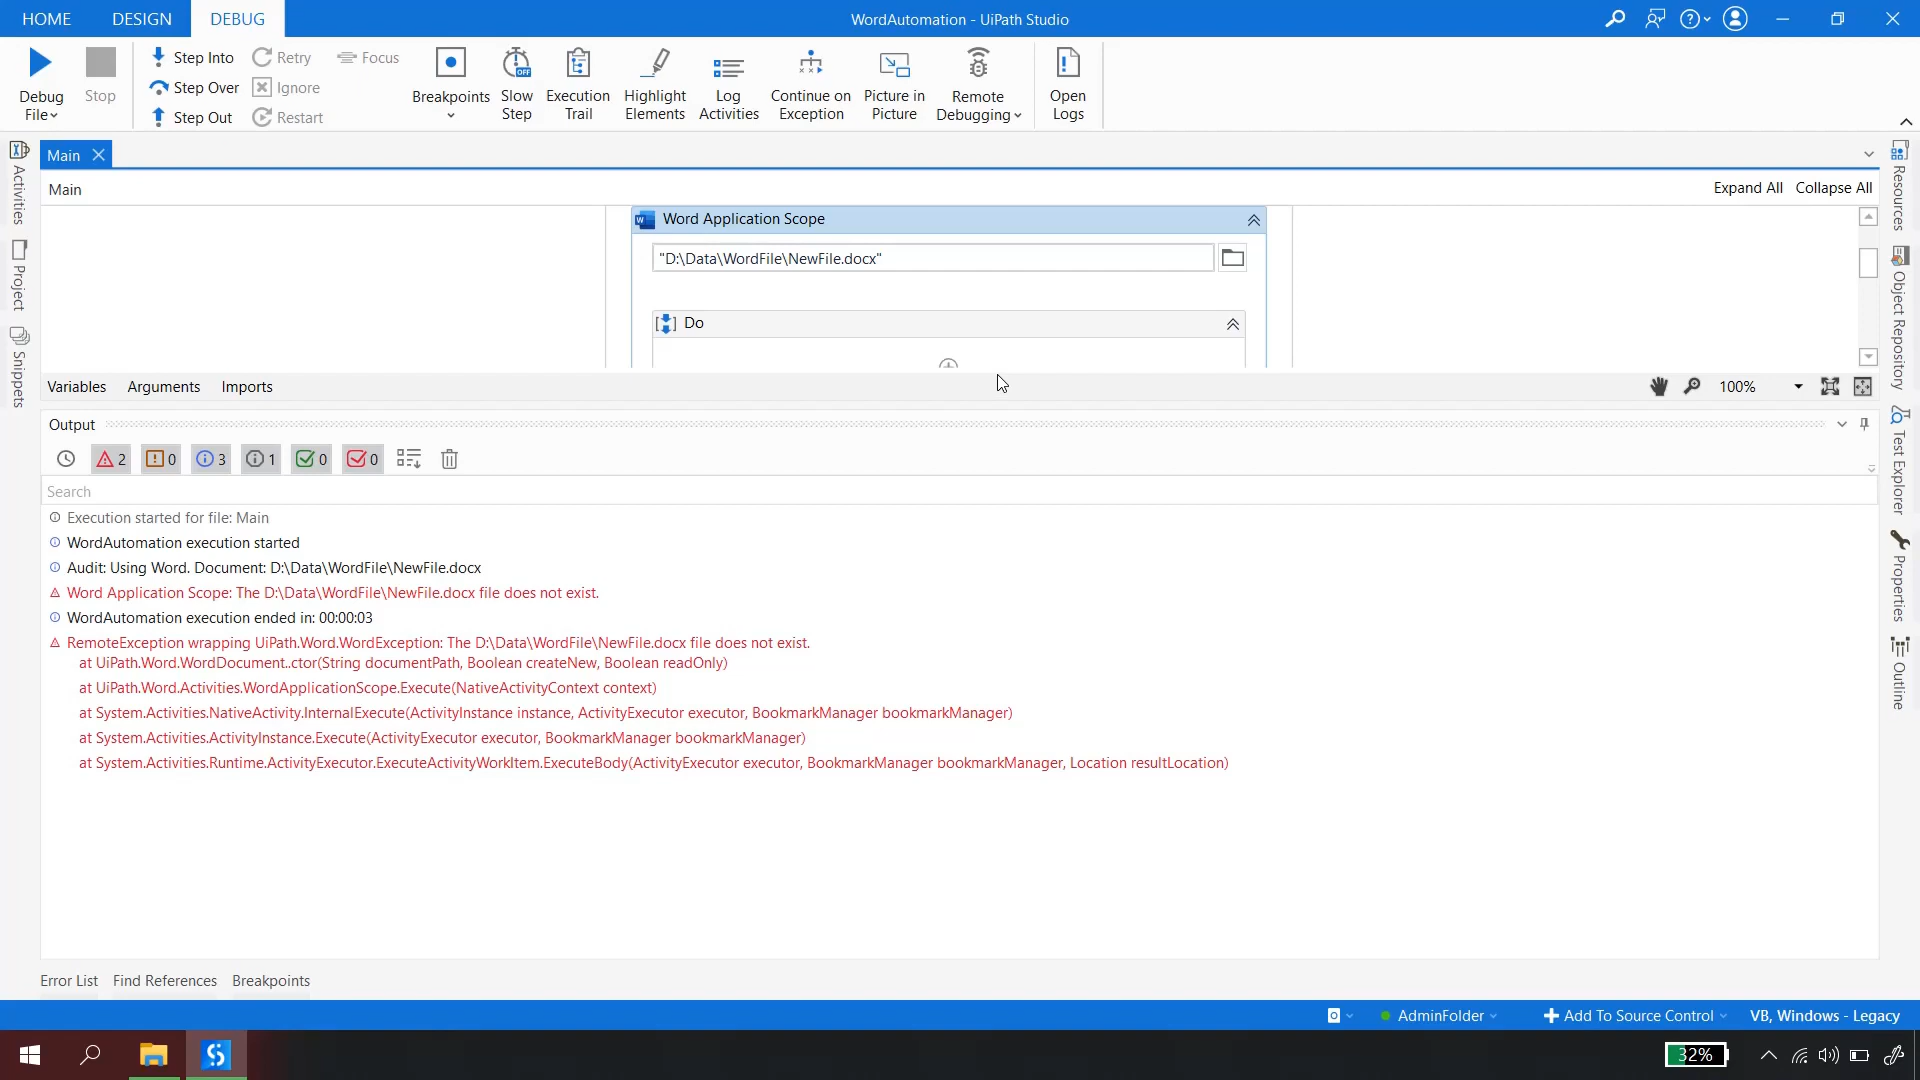 HOME DESIGN DEBUG WordAutomation - UiPath Studio
Debug File Stop
Step Into Retry Focus
Step Over Ignore
Step Out Restart
Breakpoints Slow Step Execution Trail Highlight Elements Log Activities Continue on Exception Picture in Picture Remote Debugging Open Logs
Activities
Project
Snippets
Main
Main Expand All Collapse All
Word Application Scope
"D:\Data\WordFile\NewFile.docx"
Do
Variables Arguments Imports 100%
Output
2 0 3 1 0 0
Search
Execution started for file: Main
WordAutomation execution started
Audit: Using Word. Document: D:\Data\WordFile\NewFile.docx
Word Application Scope: The D:\Data\WordFile\NewFile.docx file does not exist.
WordAutomation execution ended in: 00:00:03
RemoteException wrapping UiPath.Word.WordException: The D:\Data\WordFile\NewFile.docx file does not exist.
at UiPath.Word.WordDocument..ctor(String documentPath, Boolean createNew, Boolean readOnly)
at UiPath.Word.Activities.WordApplicationScope.Execute(NativeActivityContext context)
at System.Activities.NativeActivity.InternalExecute(ActivityInstance instance, ActivityExecutor executor, BookmarkManager bookmarkManager)
at System.Activities.ActivityInstance.Execute(ActivityExecutor executor, BookmarkManager bookmarkManager)
at System.Activities.Runtime.ActivityExecutor.ExecuteActivityWorkItem.ExecuteBody(ActivityExecutor executor, BookmarkManager bookmarkManager, Location resultLocation)
Resources
Object Repository
Test Explorer
Properties
Outline
Error List Find References Breakpoints
AdminFolder Add To Source Control VB, Windows - Legacy
32%